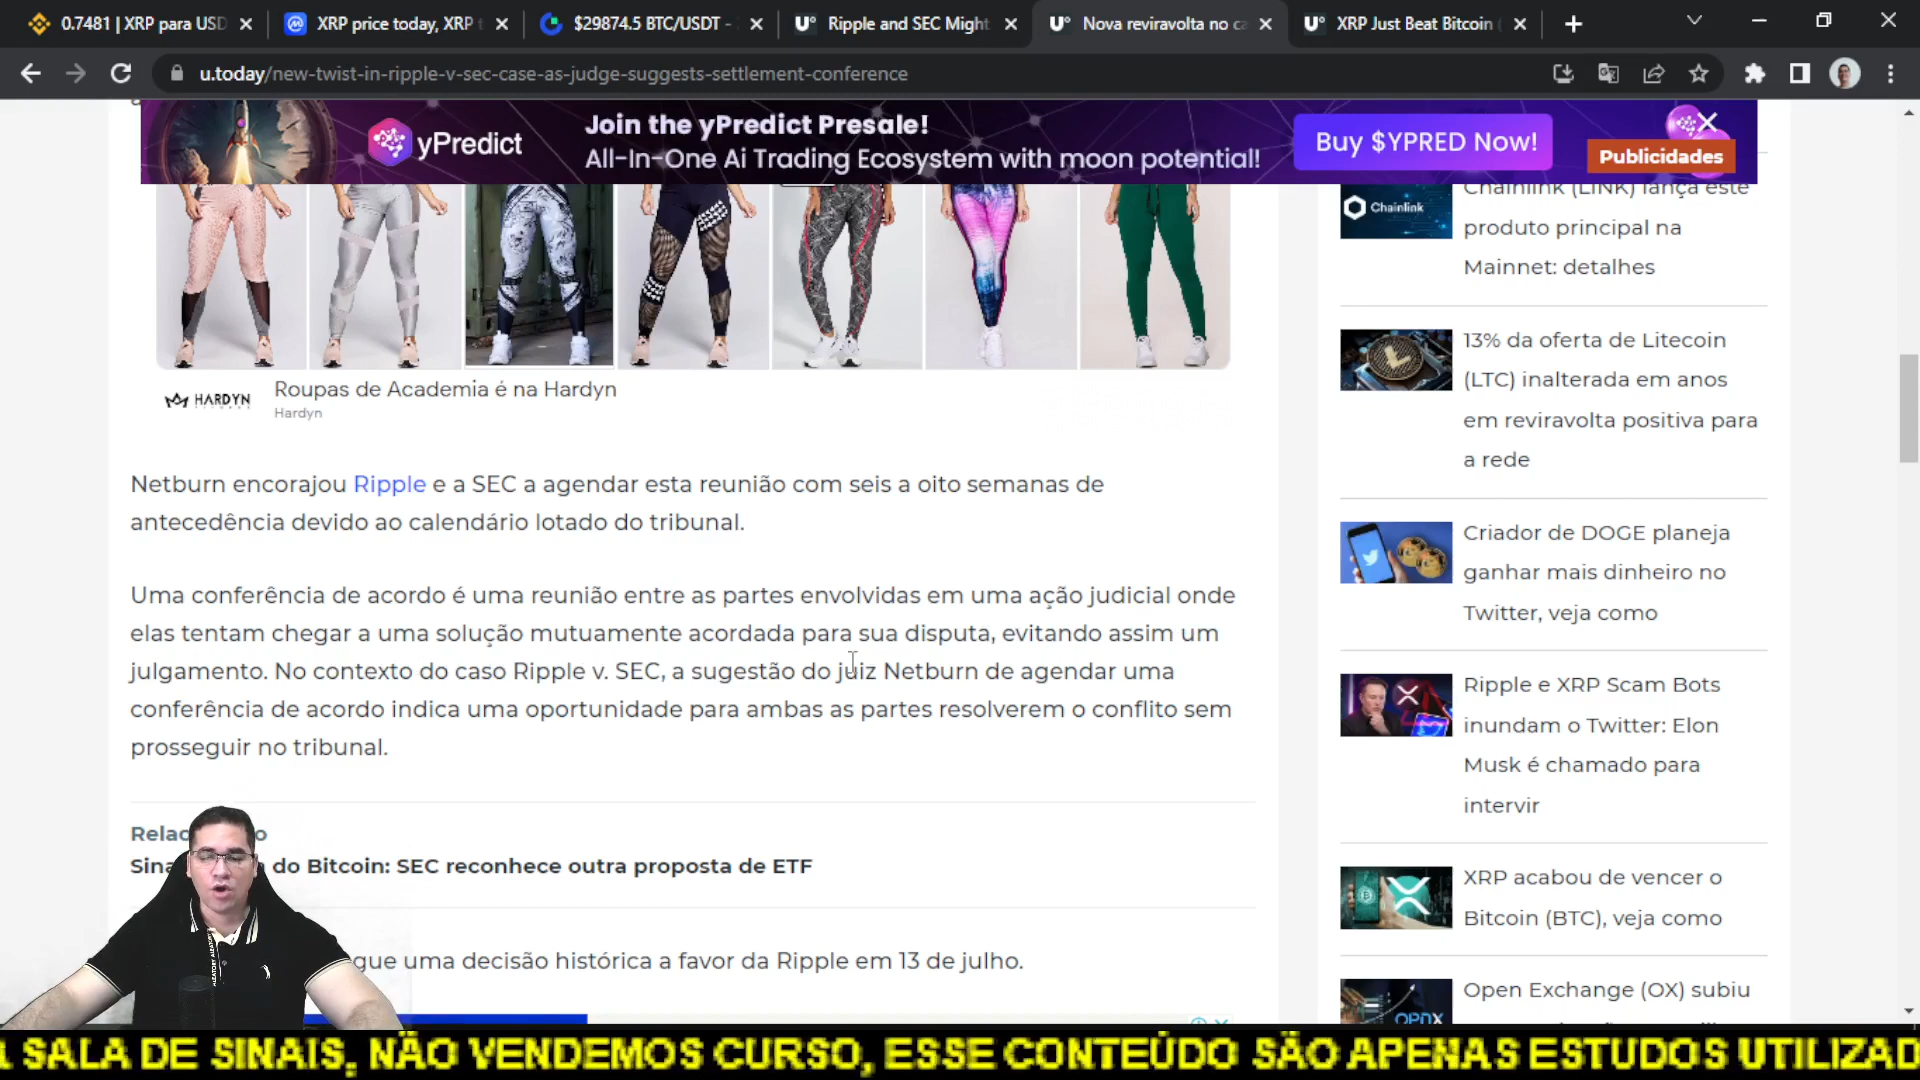 0.7481 | XRP para USD
XRP price today, XRP t
$29874.5 BTC/USDT -
Ripple and SEC Might
Nova reviravolta no ca
XRP Just Beat Bitcoin (
u.today/new-twist-in-ripple-v-sec-case-as-judge-suggests-settlement-conference
yPredict
Join the yPredict Presale!
All-In-One Ai Trading Ecosystem with moon potential!
Buy $YPRED Now!
Publicidades
HARDYN
Roupas de Academia é na Hardyn
Hardyn
Netburn encorajou Ripple e a SEC a agendar esta reunião com seis a oito semanas de
antecedência devido ao calendário lotado do tribunal.
Uma conferência de acordo é uma reunião entre as partes envolvidas em uma ação judicial onde
elas tentam chegar a uma solução mutuamente acordada para sua disputa, evitando assim um
julgamento. No contexto do caso Ripple v. SEC, a sugestão do juiz Netburn de agendar uma
conferência de acordo indica uma oportunidade para ambas as partes resolverem o conflito sem
prosseguir no tribunal.
Relac o
Sina do Bitcoin: SEC reconhece outra proposta de ETF
gue uma decisão histórica a favor da Ripple em 13 de julho.
Chainlink
Chainlink (LINK) lança este
produto principal na
Mainnet: detalhes
13% da oferta de Litecoin
(LTC) inalterada em anos
em reviravolta positiva para
a rede
Criador de DOGE planeja
ganhar mais dinheiro no
Twitter, veja como
Ripple e XRP Scam Bots
inundam o Twitter: Elon
Musk é chamado para
intervir
XRP acabou de vencer o
Bitcoin (BTC), veja como
OPNX
Open Exchange (OX) subiu
A SALA DE SINAIS, NÃO VENDEMOS CURSO, ESSE CONTEÚDO SÃO APENAS ESTUDOS UTILIZAD